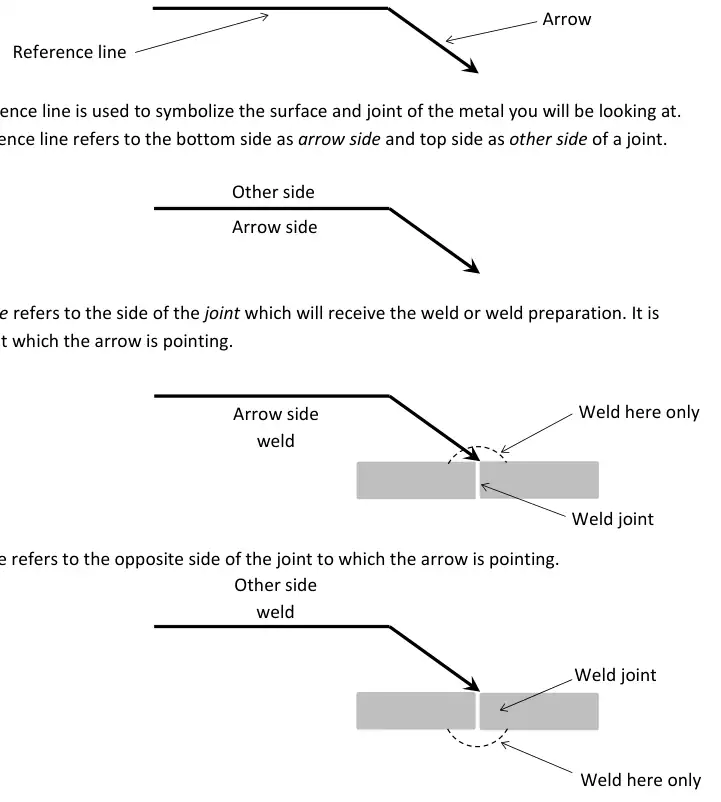 Arrow
Reference line
ence line is used to symbolize the surface and joint of the metal you will be looking at.
ence line refers to the bottom side as arrow side and top side as other side of a joint.
Other side
Arrow side
e refers to the side of the joint which will receive the weld or weld preparation. It is
t which the arrow is pointing.
Arrow side
weld
Weld here only
Weld joint
e refers to the opposite side of the joint to which the arrow is pointing.
Other side
weld
Weld joint
Weld here only